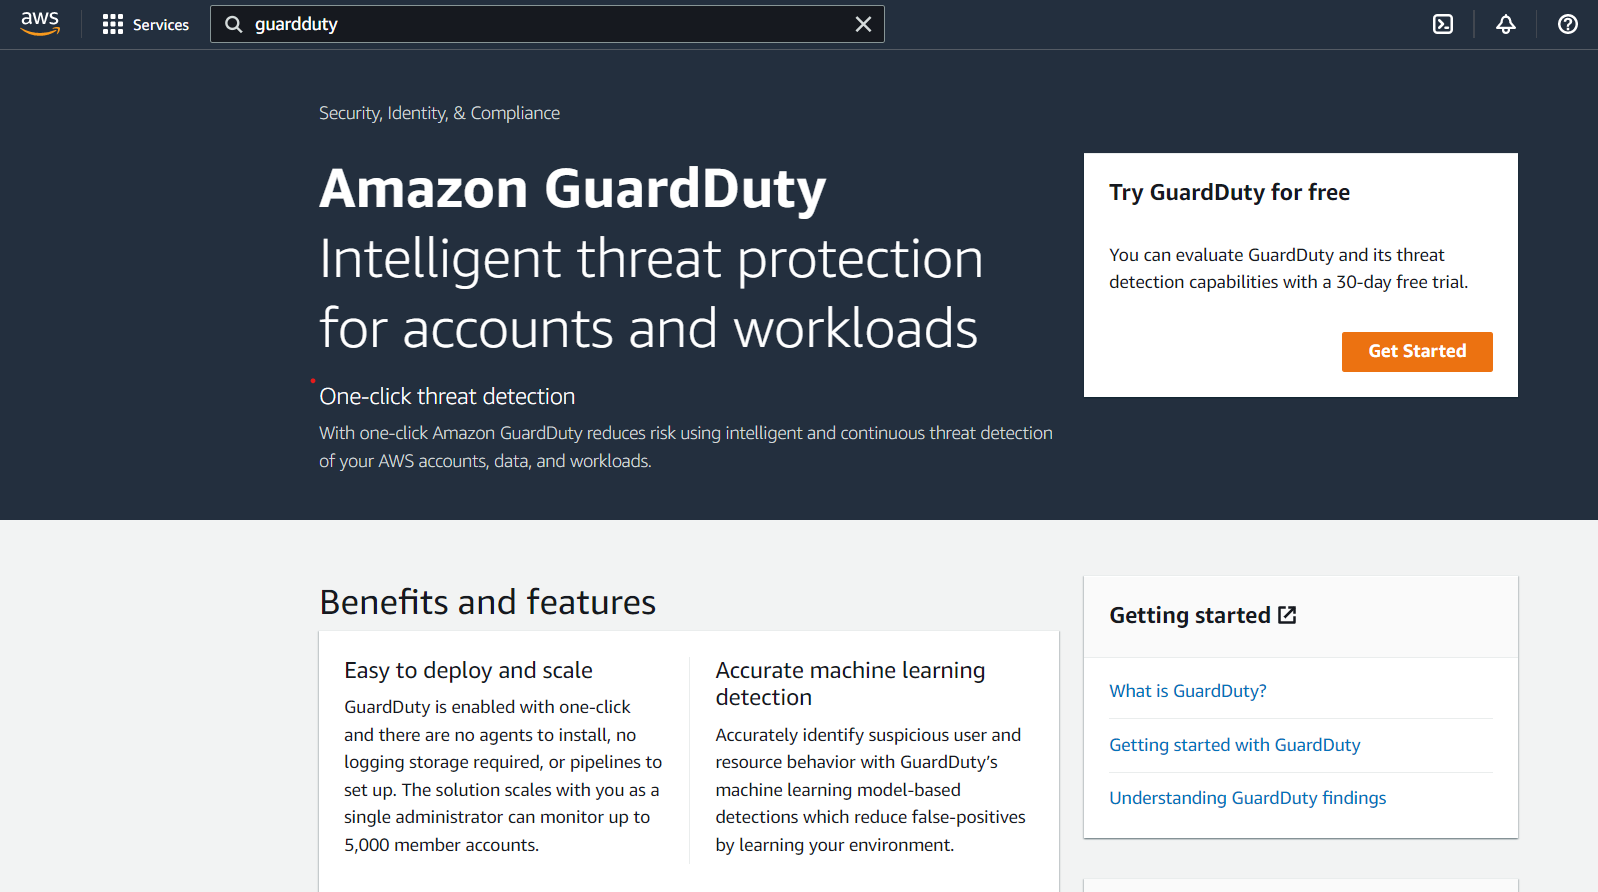 aws
Services
guardduty
Security, Identity, & Compliance
Amazon GuardDuty
Intelligent threat protection
for accounts and workloads
One-click threat detection
With one-click Amazon GuardDuty reduces risk using intelligent and continuous threat detection
of your AWS accounts, data, and workloads.
Try GuardDuty for free
You can evaluate GuardDuty and its threat
detection capabilities with a 30-day free trial.
Get Started
Benefits and features
Easy to deploy and scale
GuardDuty is enabled with one-click
and there are no agents to install, no
logging storage required, or pipelines to
set up. The solution scales with you as a
single administrator can monitor up to
5,000 member accounts.
Accurate machine learning
detection
Accurately identify suspicious user and
resource behavior with GuardDuty’s
machine learning model-based
detections which reduce false-positives
by learning your environment.
Getting started
What is GuardDuty?
Getting started with GuardDuty
Understanding GuardDuty findings